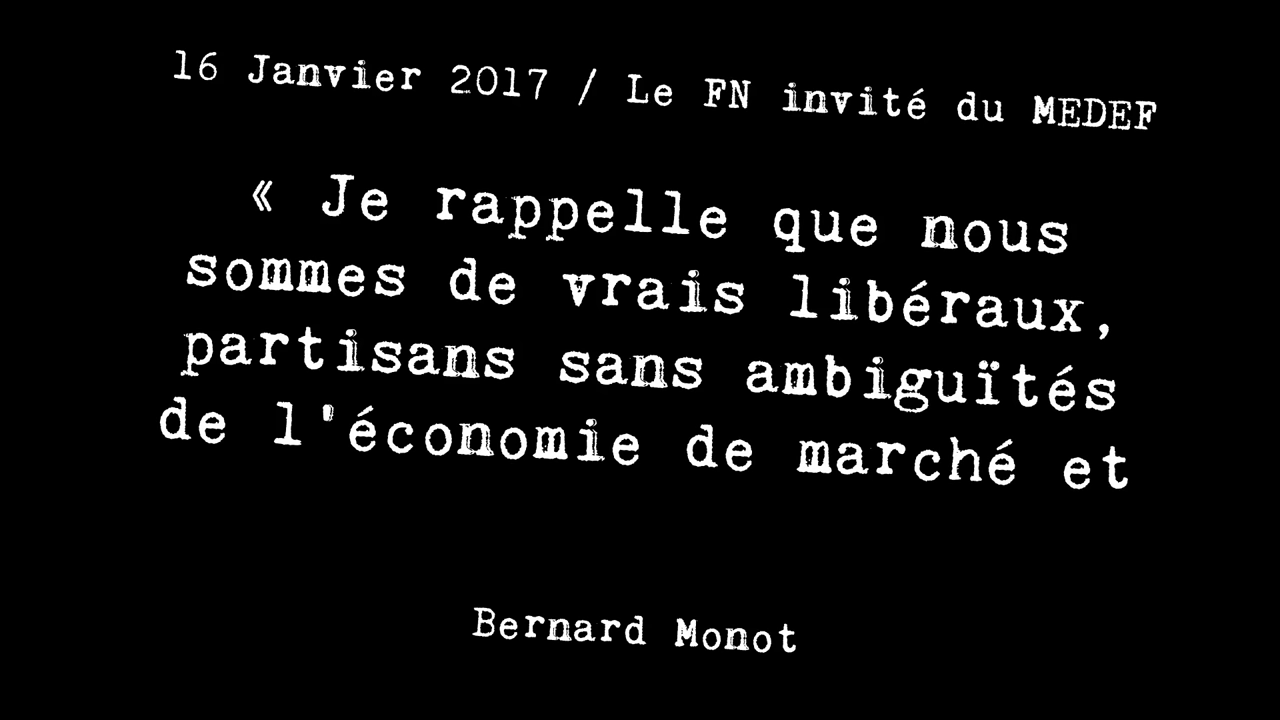 16 Janvier 2017 / Le FN invité du MEDEF
« Je rappelle que nous
sommes de vrais libéraux,
partisans sans ambiguïtés
de l'économie de marché et
Bernard Monot